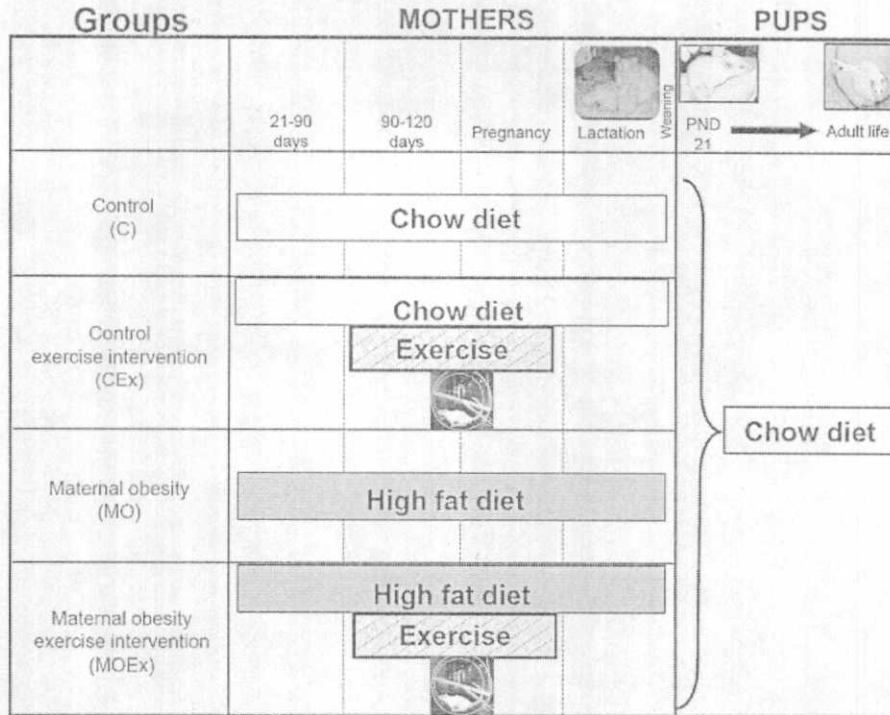 Groups
MOTHERS
PUPS
21-90
days
90-120
days
Pregnancy
Lactation
Weaning
PND
21
Adult life
Control
(C)
Chow diet
Control
exercise intervention
(CEx)
Chow diet
Exercise
Maternal obesity
(MO)
High fat diet
Chow diet
Maternal obesity
exercise intervention
(MOEx)
High fat diet
Exercise